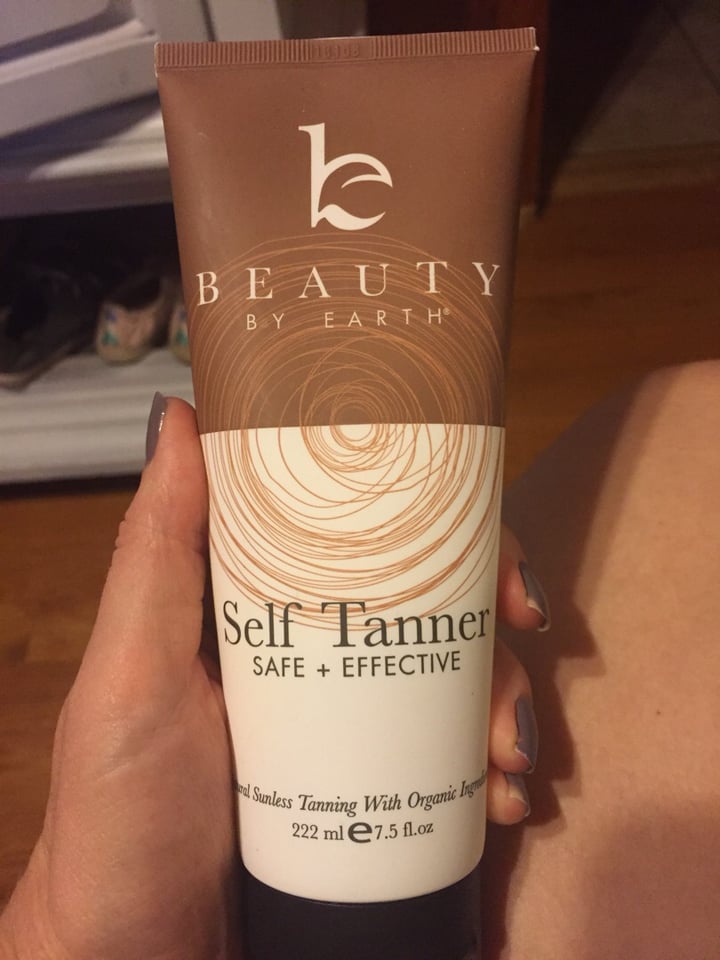 BEAUTY
BY EARTH®
Self Tanner
SAFE + EFFECTIVE
Sunless Tanning With Organic
222 ml e 7.5 fl.oz